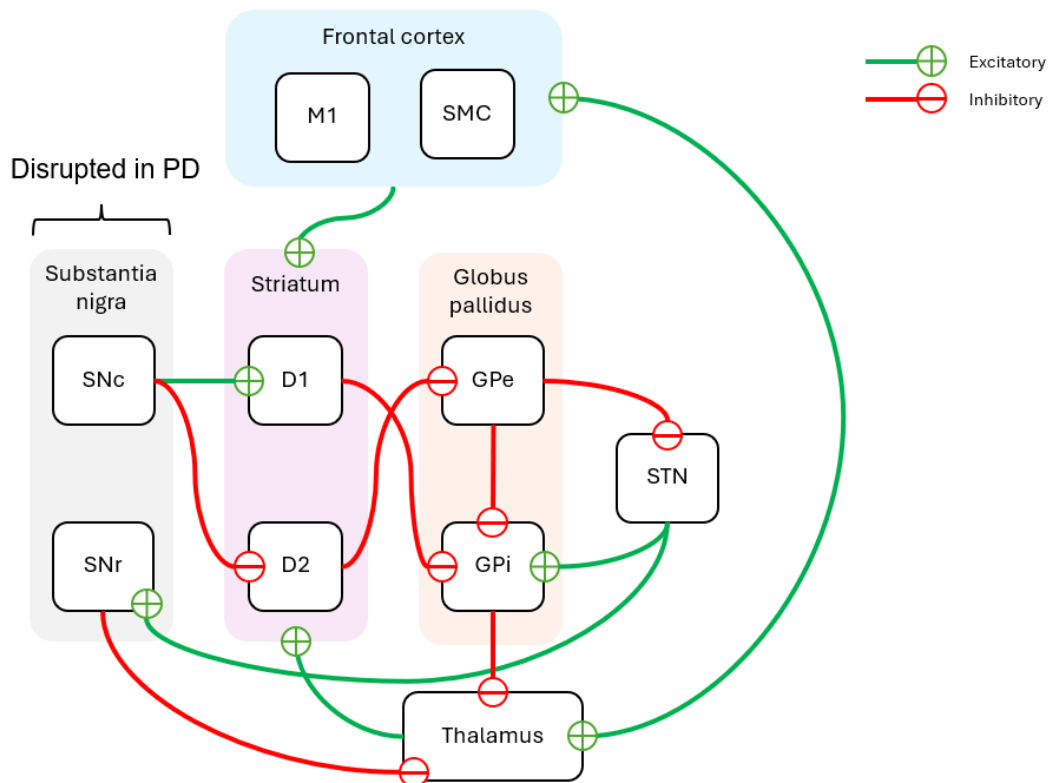 Frontal cortex
M1
SMC
Excitatory
Inhibitory
Disrupted in PD
Substantia
nigra
Striatum
Globus
pallidus
SNc
D1
GPe
STN
SNr
D2
GPi
Thalamus